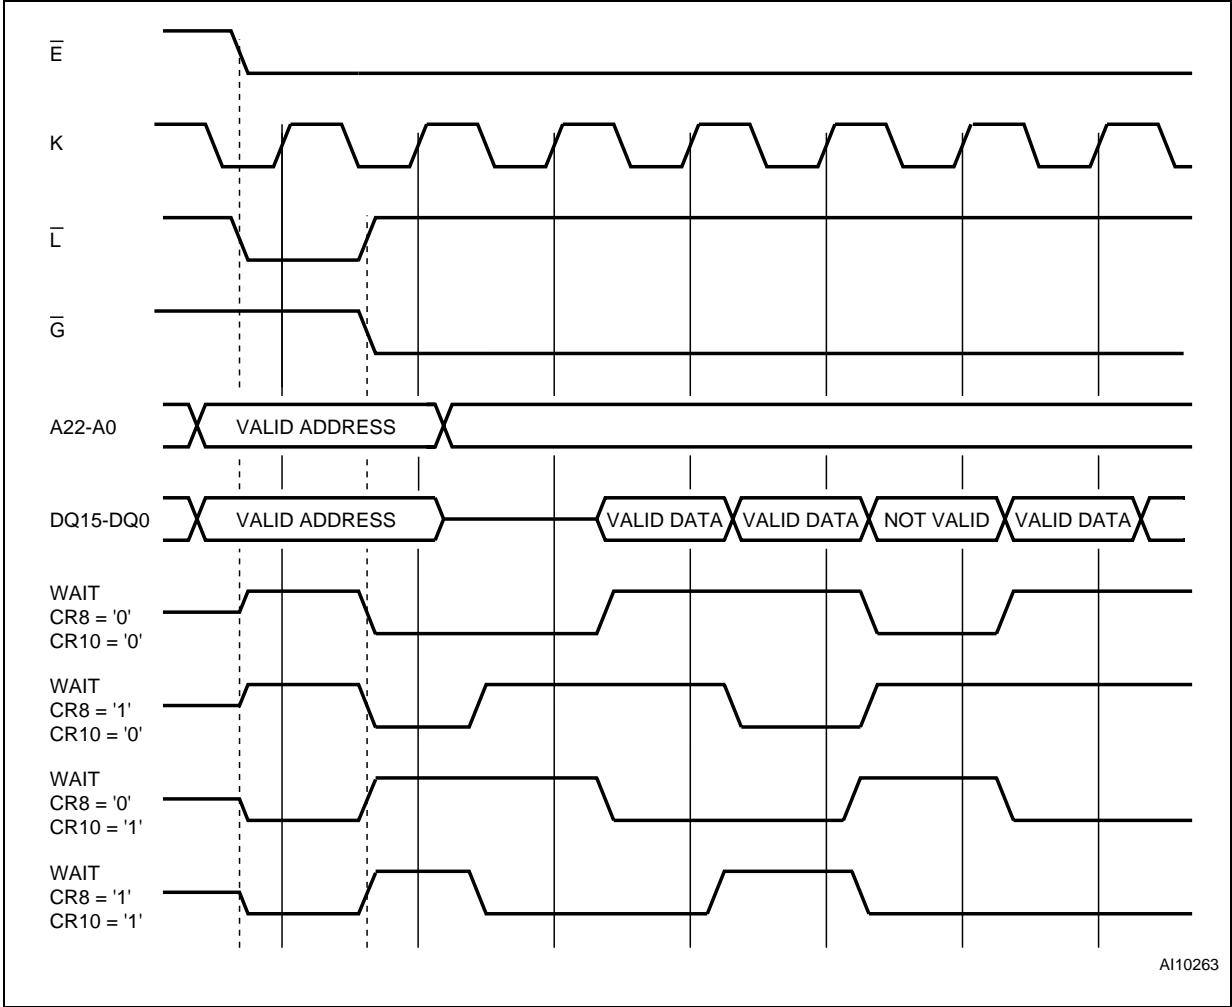 E̅
K
L̅
G̅
A22-A0 VALID ADDRESS
DQ15-DQ0 VALID ADDRESS VALID DATA VALID DATA NOT VALID VALID DATA
WAIT
CR8 = '0'
CR10 = '0'
WAIT
CR8 = '1'
CR10 = '0'
WAIT
CR8 = '0'
CR10 = '1'
WAIT
CR8 = '1'
CR10 = '1'
AI10263